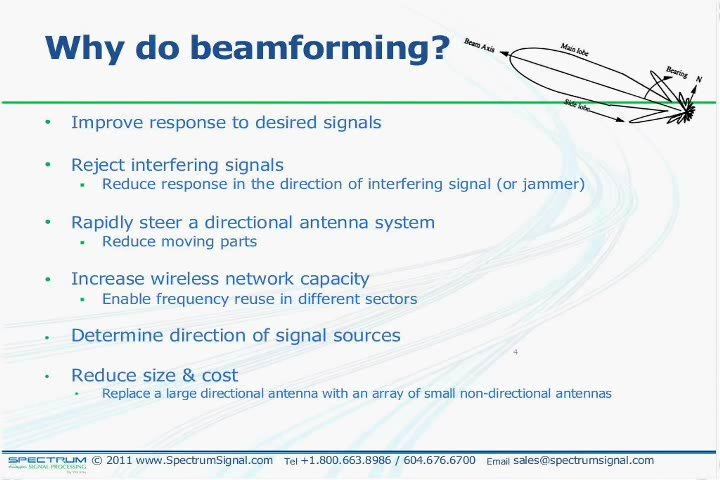 Why do beamforming?
Beam Axis
Main lobe
Bearing
N
Side lobe
• Improve response to desired signals
• Reject interfering signals
▪ Reduce response in the direction of interfering signal (or jammer)
• Rapidly steer a directional antenna system
▪ Reduce moving parts
• Increase wireless network capacity
▪ Enable frequency reuse in different sectors
• Determine direction of signal sources
4
• Reduce size & cost
• Replace a large directional antenna with an array of small non-directional antennas
SPECTRUM
SIGNAL PROCESSING
© 2011 www.SpectrumSignal.com Tel +1.800.663.8986 / 604.676.6700 Email sales@spectrumsignal.com